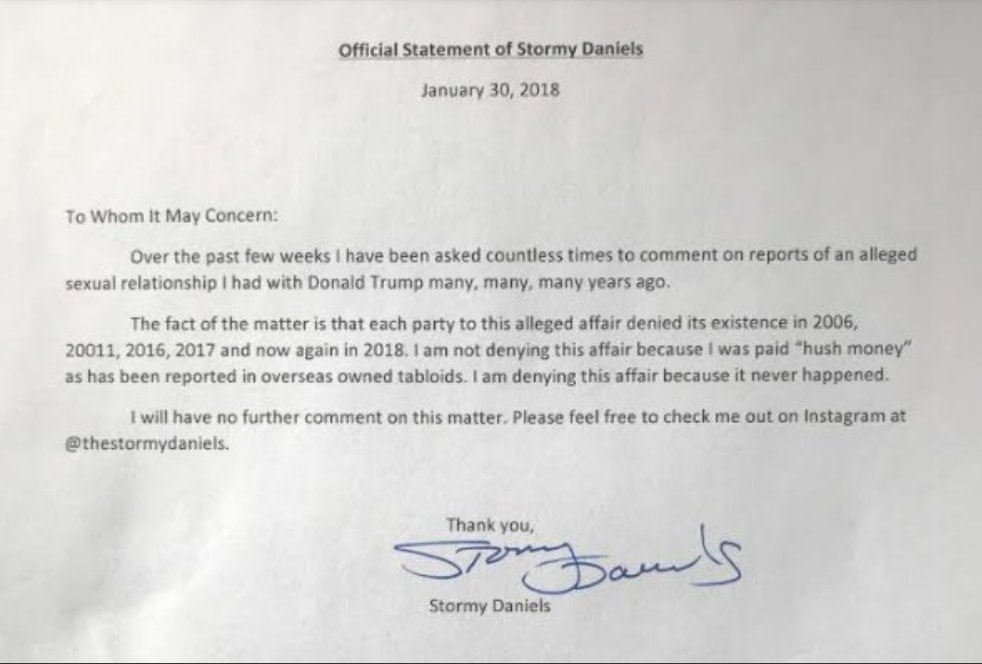 Official Statement of Stormy Daniels
January 30, 2018
To Whom It May Concern:
Over the past few weeks I have been asked countless times to comment on reports of an alleged
sexual relationship I had with Donald Trump many, many, many years ago.
The fact of the matter is that each party to this alleged affair denied its existence in 2006,
20011, 2016, 2017 and now again in 2018. I am not denying this affair because I was paid “hush money”
as has been reported in overseas owned tabloids. I am denying this affair because it never happened.
I will have no further comment on this matter. Please feel free to check me out on Instagram at
@thestormydaniels.
Thank you,
Stormy Daniels
Stormy Daniels